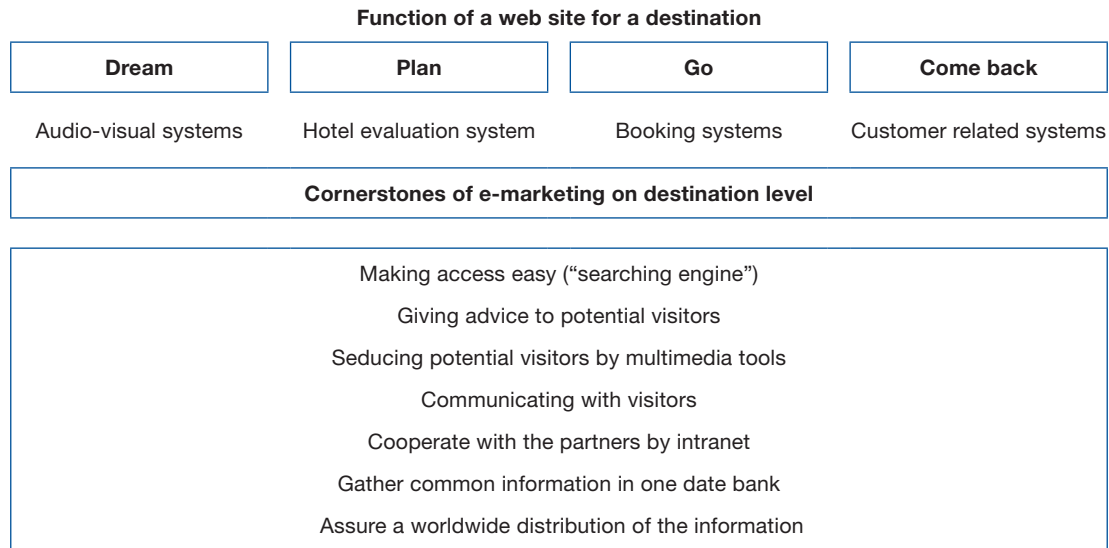 Function of a web site for a destination
Dream Plan Go Come back
Audio-visual systems Hotel evaluation system Booking systems Customer related systems
Cornerstones of e-marketing on destination level
Making access easy (“searching engine”)
Giving advice to potential visitors
Seducing potential visitors by multimedia tools
Communicating with visitors
Cooperate with the partners by intranet
Gather common information in one date bank
Assure a worldwide distribution of the information